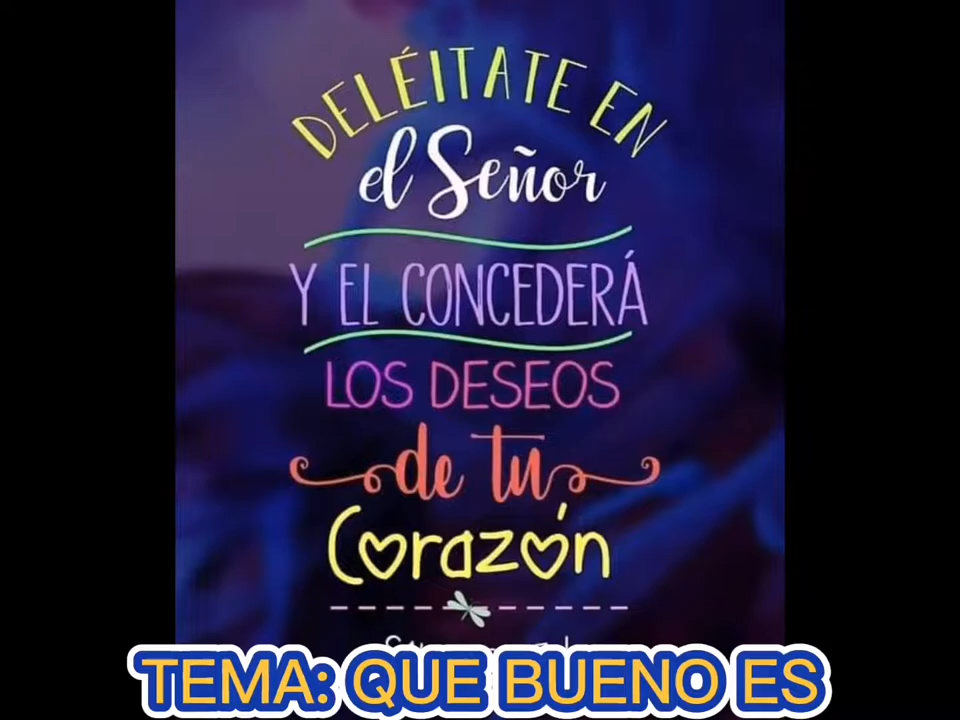 DELÉITATE EN
el Señor
Y EL CONCEDERÁ
LOS DESEOS
de tu
Corazón
TEMA: QUE BUENO ES